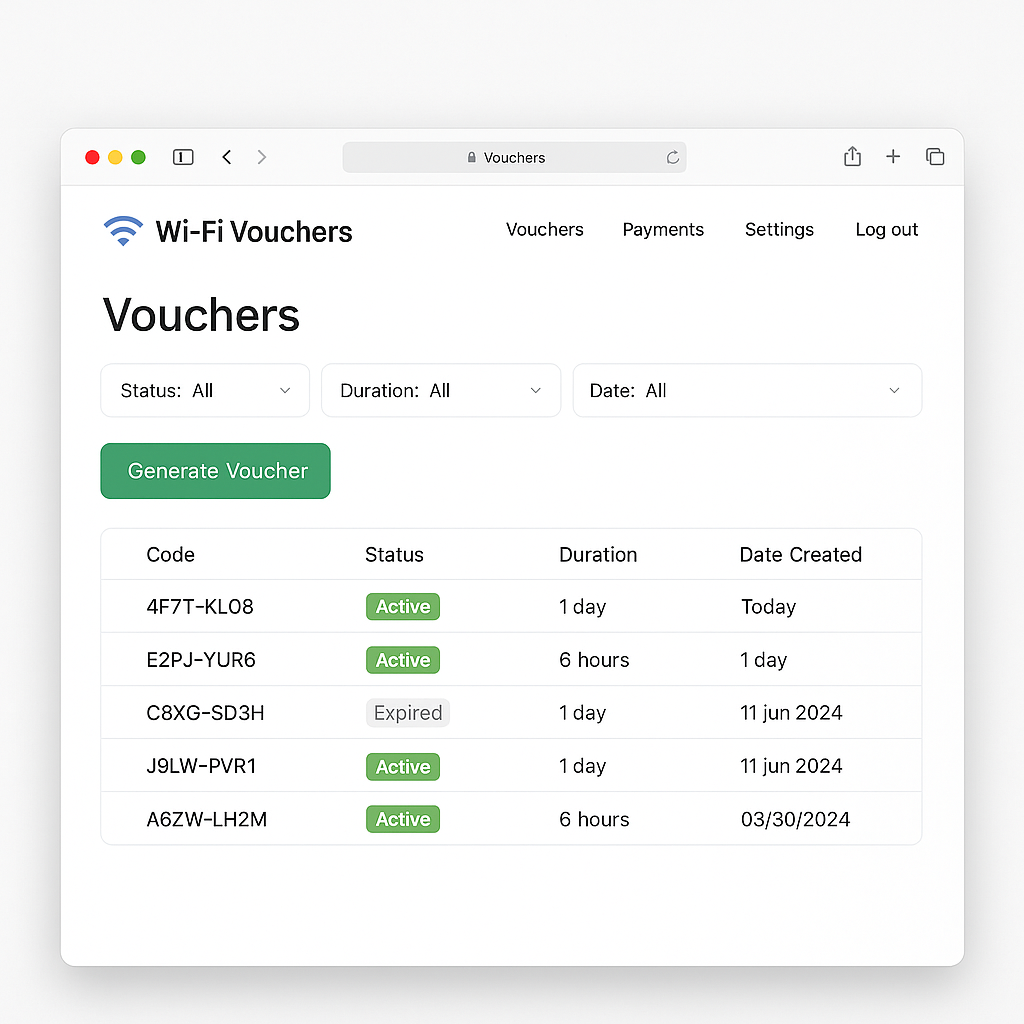 Vouchers
Wi-Fi Vouchers Vouchers Payments Settings Log out
Vouchers
Status: All Duration: All Date: All
Generate Voucher
Code Status Duration Date Created
4F7T-KL08 Active 1 day Today
E2PJ-YUR6 Active 6 hours 1 day
C8XG-SD3H Expired 1 day 11 jun 2024
J9LW-PVR1 Active 1 day 11 jun 2024
A6ZW-LH2M Active 6 hours 03/30/2024